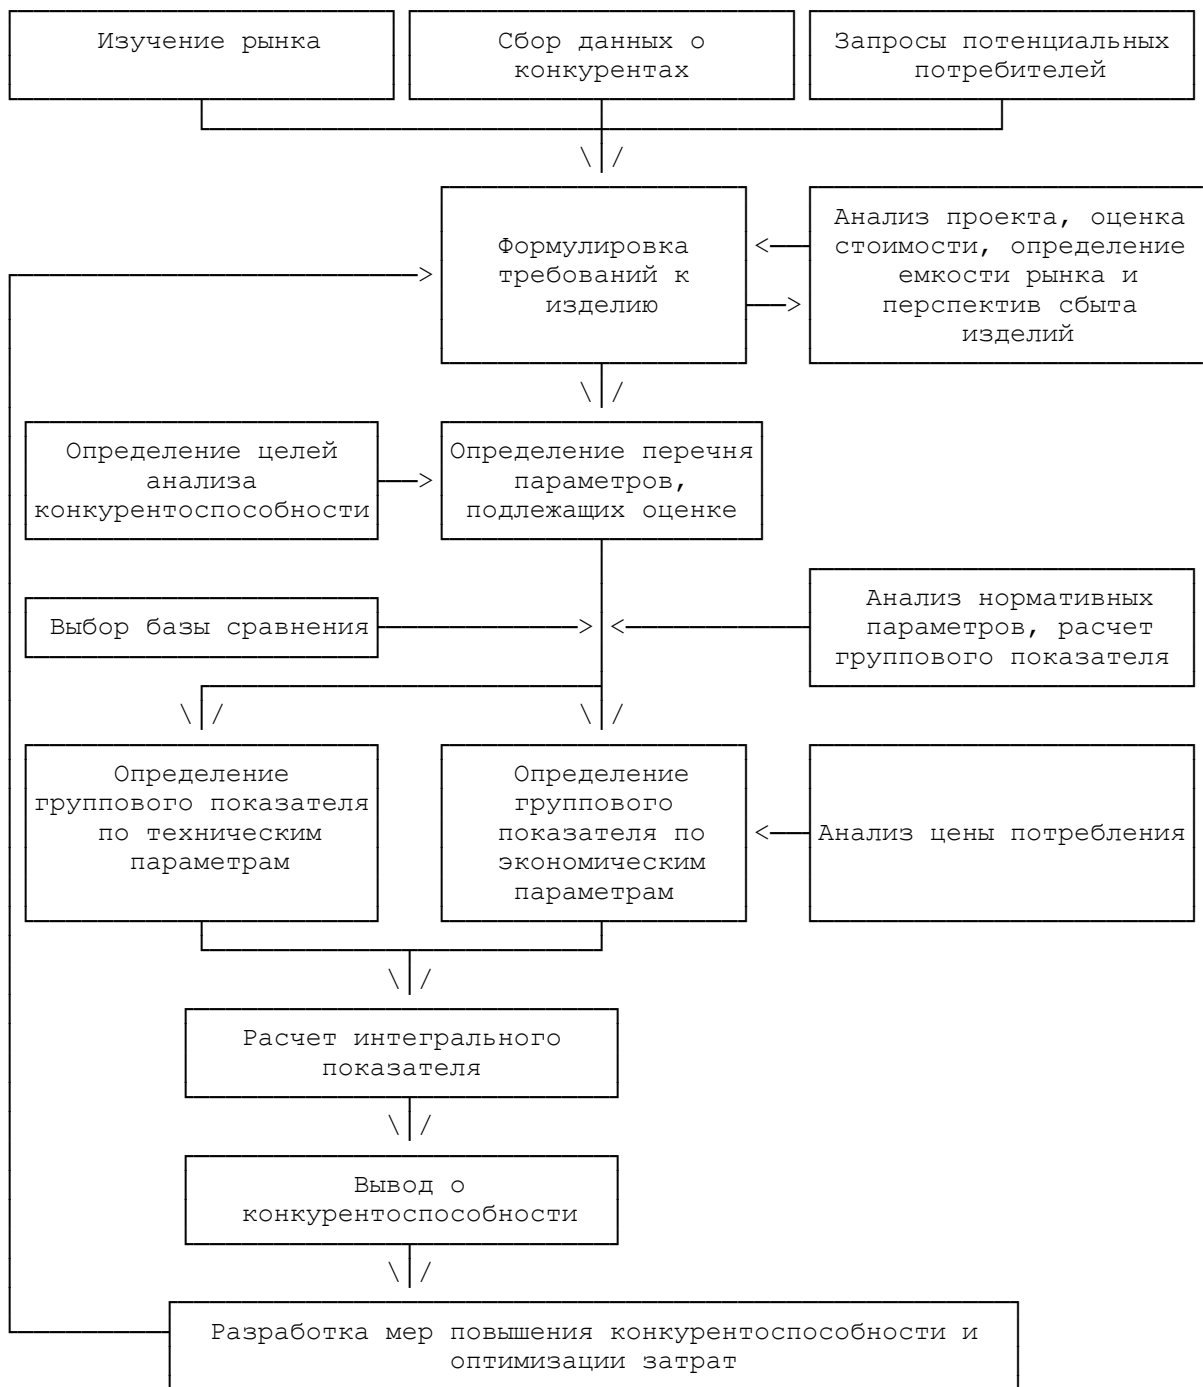 Изучение рынка
Сбор данных о
конкурентах
Запросы потенциальных
потребителей
Формулировка
требований к
изделию
Анализ проекта, оценка
стоимости, определение
емкости рынка и
перспектив сбыта
изделий
Определение целей
анализа
конкурентоспособности
Определение перечня
параметров,
подлежащих оценке
Выбор базы сравнения
Анализ нормативных
параметров, расчет
группового показателя
Определение
группового показателя
по техническим
параметрам
Определение
группового
показателя по
экономическим
параметрам
Анализ цены потребления
Расчет интегрального
показателя
Вывод о
конкурентоспособности
Разработка мер повышения конкурентоспособности и
оптимизации затрат